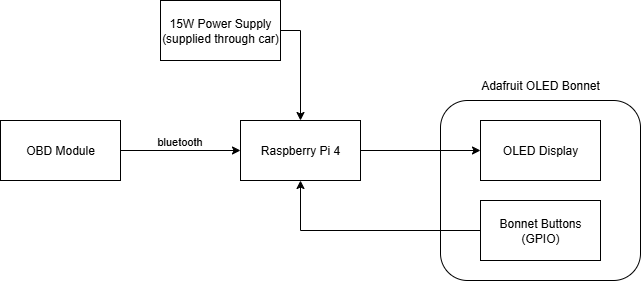 15W Power Supply
(supplied through car)
Adafruit OLED Bonnet
OBD Module
bluetooth
Raspberry Pi 4
OLED Display
Bonnet Buttons
(GPIO)